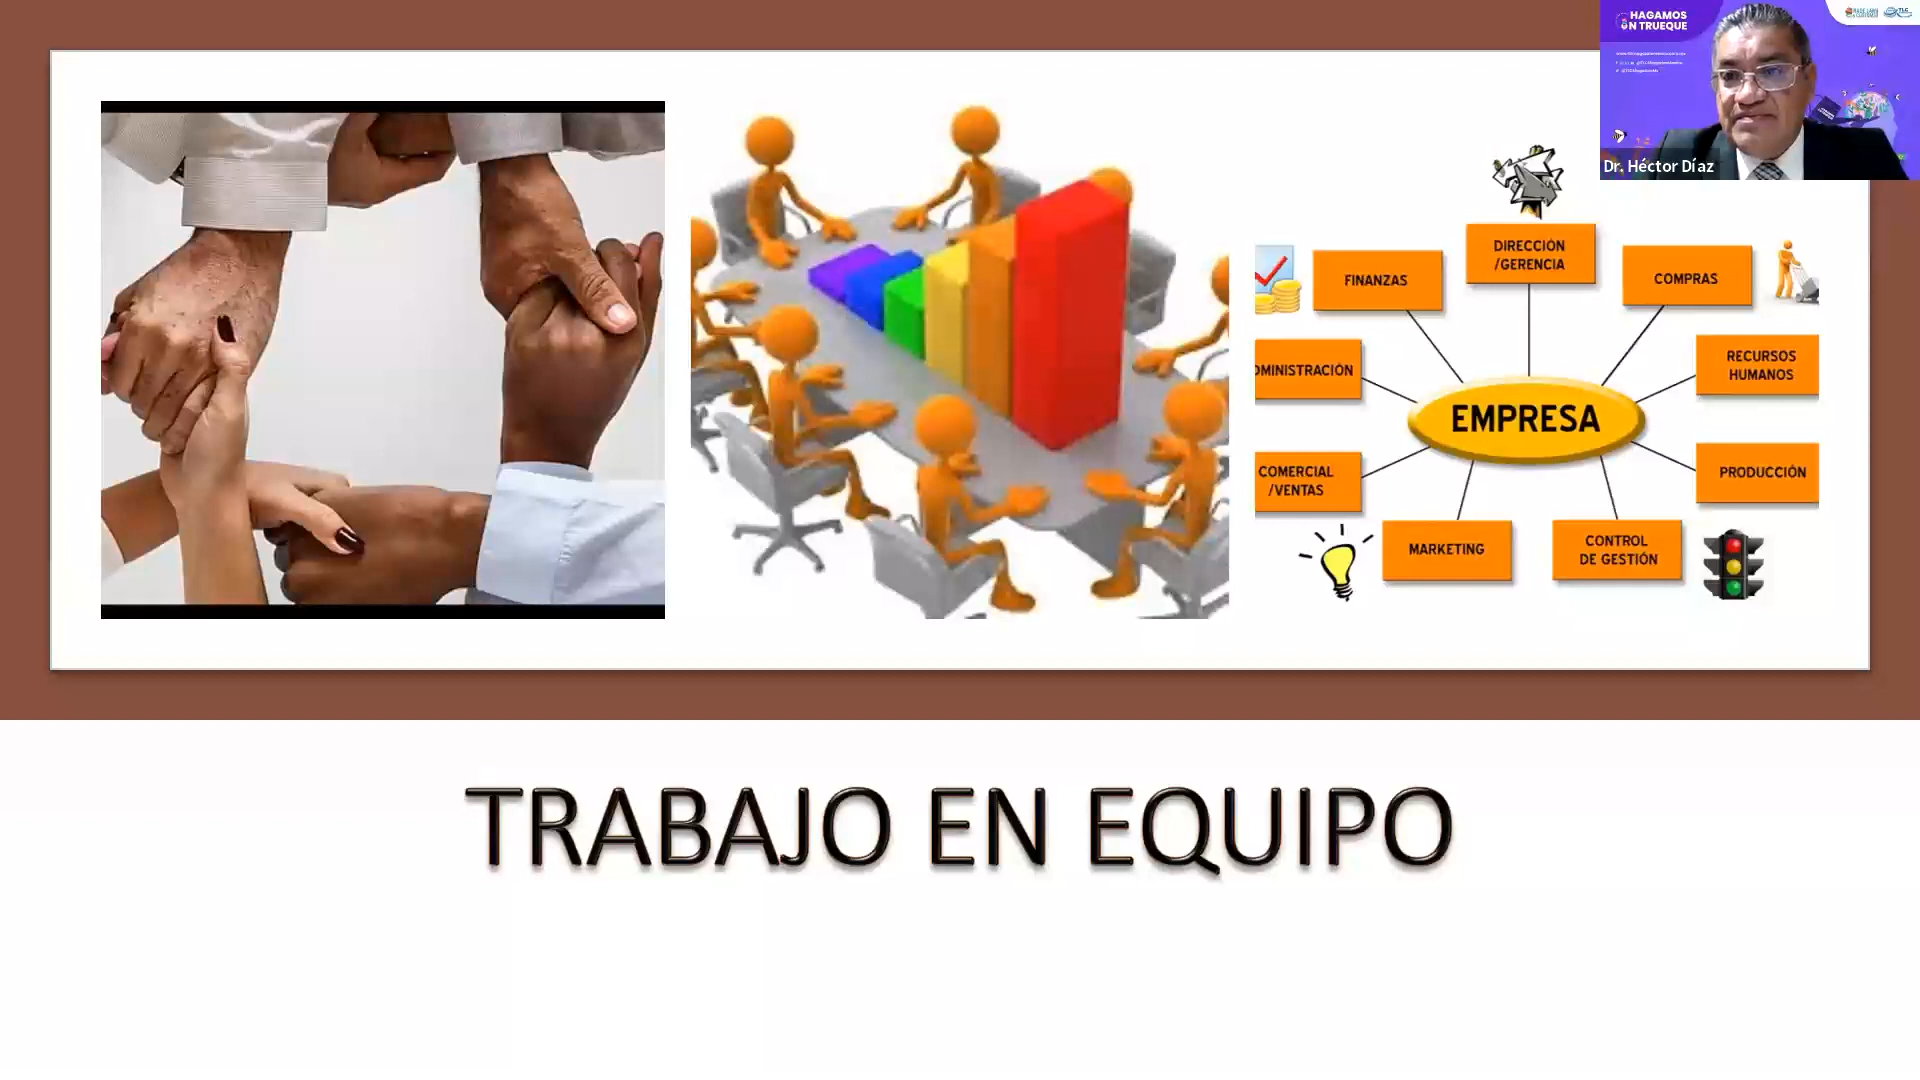 HAGAMOS
UN TRUEQUE
Dr. Héctor Díaz
DIRECCIÓN
/GERENCIA
FINANZAS
COMPRAS
DMINISTRACIÓN
RECURSOS
HUMANOS
EMPRESA
COMERCIAL
/VENTAS
PRODUCCIÓN
MARKETING
CONTROL
DE GESTIÓN
TRABAJO EN EQUIPO